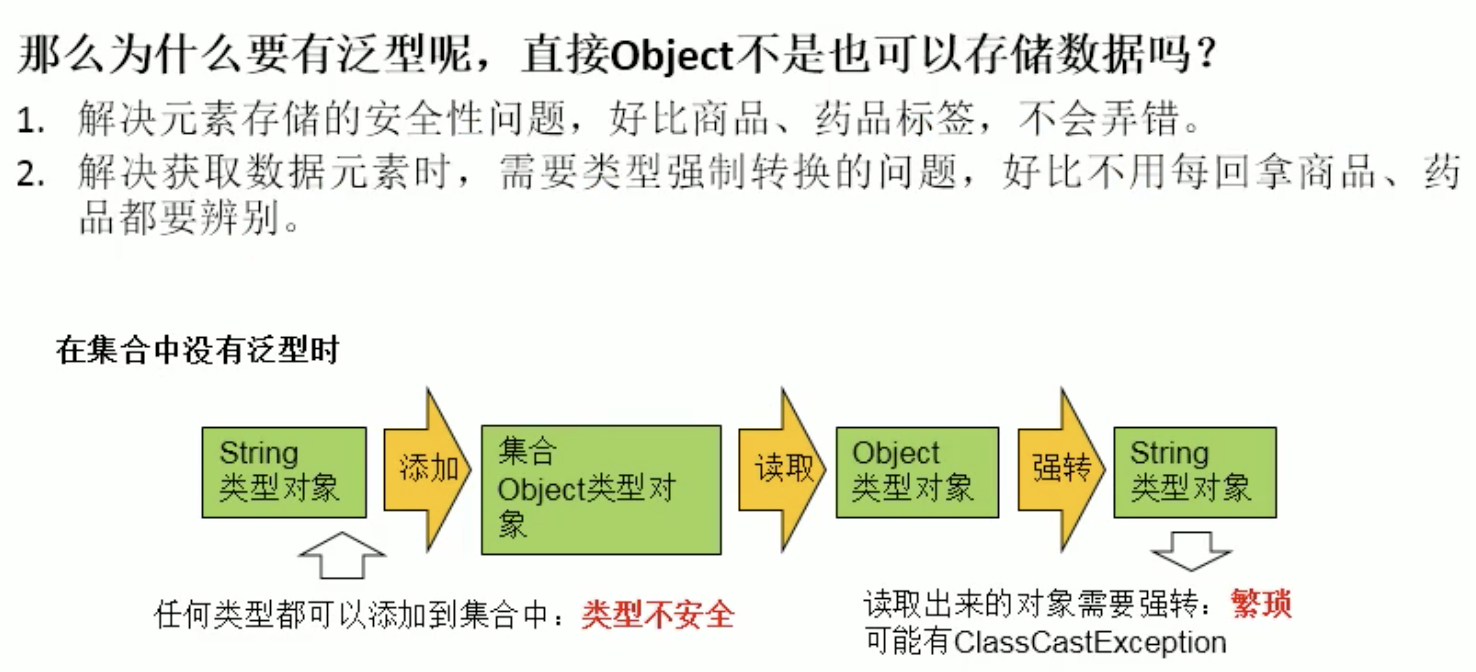 那么为什么要有泛型呢，直接Object不是也可以存储数据吗？
1. 解决元素存储的安全性问题，好比商品、药品标签，不会弄错。
2. 解决获取数据元素时，需要类型强制转换的问题，好比不用每回拿商品、药
品都要辨别。
在集合中没有泛型时
String
类型对象
添加
集合
Object类型对
象
读取
Object
类型对象
强转
String
类型对象
任何类型都可以添加到集合中：类型不安全
读取出来的对象需要强转：繁琐
可能有ClassCastException